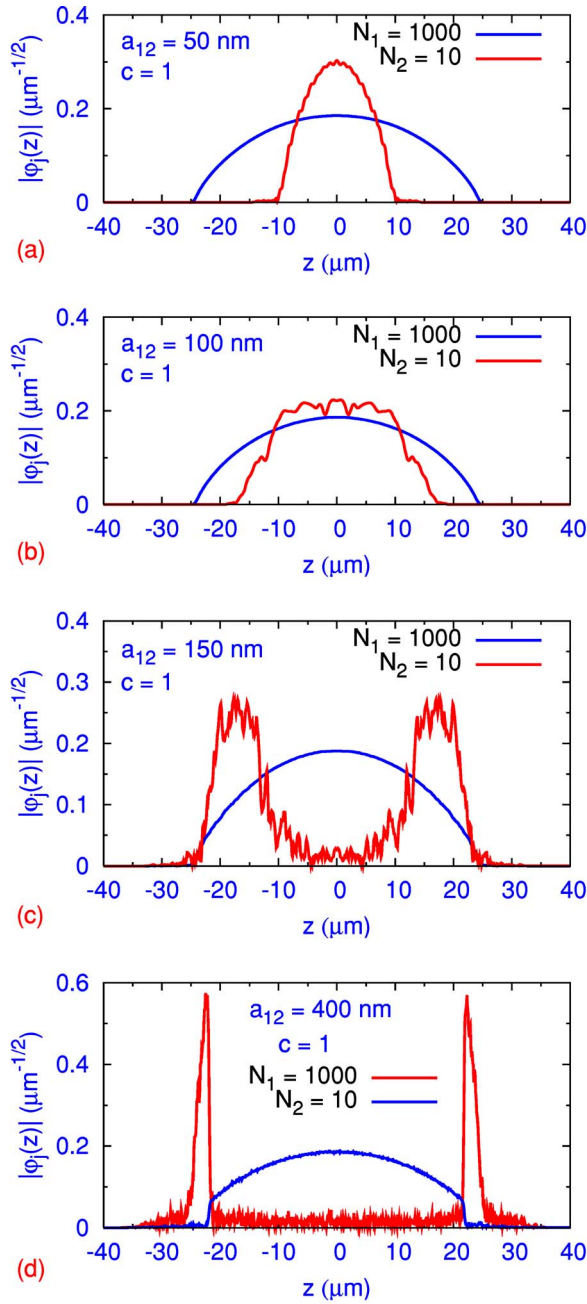 a₁₂ = 50 nm
c = 1
N₁ = 1000
N₂ = 10
|φⱼ(z)| (μm⁻¹/²)
0.4
0.2
0
-40 -30 -20 -10 0 10 20 30 40
z (μm)
(a)
a₁₂ = 100 nm
c = 1
N₁ = 1000
N₂ = 10
|φⱼ(z)| (μm⁻¹/²)
0.4
0.2
0
-40 -30 -20 -10 0 10 20 30 40
z (μm)
(b)
a₁₂ = 150 nm
c = 1
N₁ = 1000
N₂ = 10
|φⱼ(z)| (μm⁻¹/²)
0.4
0.3
0.2
0.1
0
-40 -30 -20 -10 0 10 20 30 40
z (μm)
(c)
a₁₂ = 400 nm
c = 1
N₁ = 1000
N₂ = 10
|φⱼ(z)| (μm⁻¹/²)
0.6
0.4
0.2
0
-40 -30 -20 -10 0 10 20 30 40
z (μm)
(d)